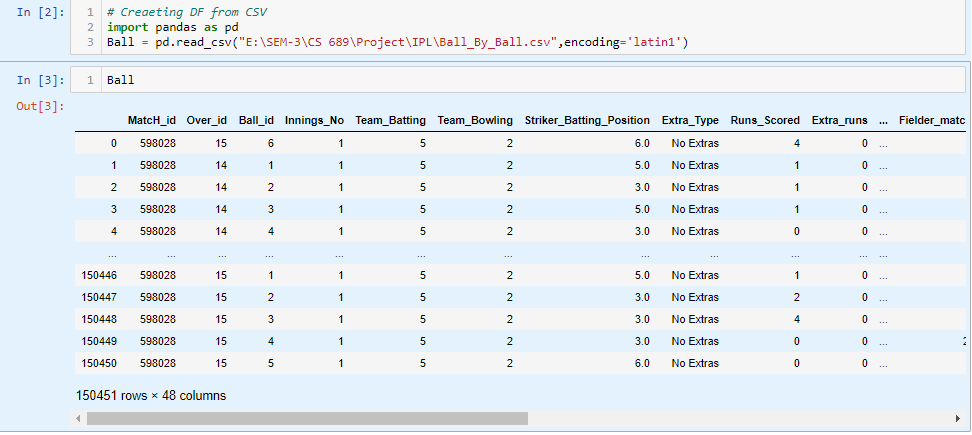 In [2]:
1 # Creaeting DF from CSV
2 import pandas as pd
3 Ball = pd.read_csv("E:\SEM-3\CS 689\Project\IPL\Ball_By_Ball.csv",encoding='latin1')
In [3]:
1 Ball
Out[3]:
MatcH_id Over_id Ball_id Innings_No Team_Batting Team_Bowling Striker_Batting_Position Extra_Type Runs_Scored Extra_runs ... Fielder_matc
0 598028 15 6 1 5 2 6.0 No Extras 4 0 ...
1 598028 14 1 1 5 2 5.0 No Extras 1 0 ...
2 598028 14 2 1 5 2 3.0 No Extras 1 0 ...
3 598028 14 3 1 5 2 5.0 No Extras 1 0 ...
4 598028 14 4 1 5 2 3.0 No Extras 0 0 ...
... ... ... ... ... ... ... ... ... ... ... ...
150446 598028 15 1 1 5 2 5.0 No Extras 1 0 ...
150447 598028 15 2 1 5 2 3.0 No Extras 2 0 ...
150448 598028 15 3 1 5 2 3.0 No Extras 4 0 ...
150449 598028 15 4 1 5 2 3.0 No Extras 0 0 ... 2
150450 598028 15 5 1 5 2 6.0 No Extras 0 0 ...
150451 rows × 48 columns